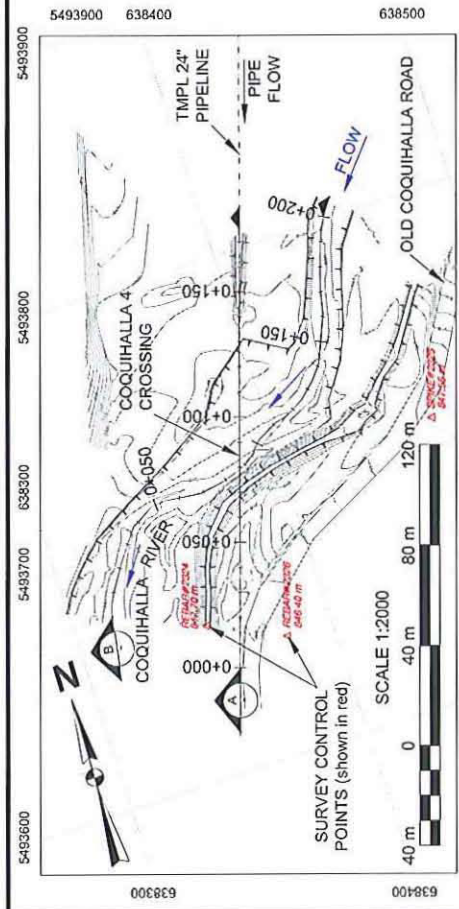 5493900
638400
638500
5493900
5493800
638300
5493700
5493600
638300
638400
TMPL 24"
PIPELINE
PIPE
FLOW
FLOW
OLD COQUIHALLA ROAD
COQUIHALLA 4
CROSSING
0+200
0+150
0+150
0+100
0+050
0+050
0+000
COQUIHALLA RIVER
B
A
N
SURVEY CONTROL
POINTS (shown in red)
646.40 m
SCALE 1:2000
40 m
0
40 m
80 m
120 m